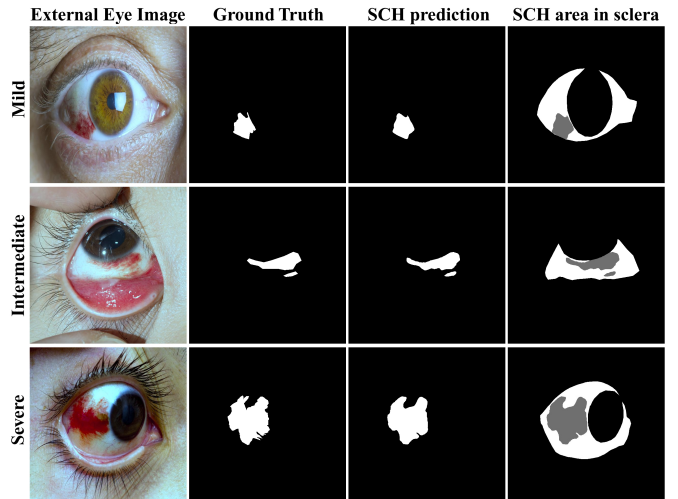 External Eye Image Ground Truth SCH prediction SCH area in sclera
Mild
Intermediate
Severe